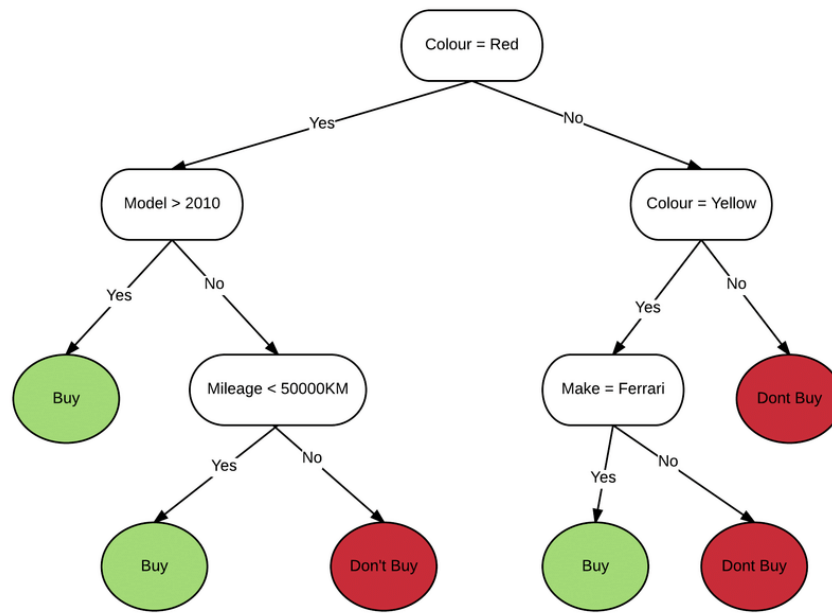 Colour = Red
Yes
No
Model > 2010
Colour = Yellow
Yes
No
Yes
No
Buy
Mileage < 50000KM
Make = Ferrari
Dont Buy
Yes
No
Yes
No
Buy
Don't Buy
Buy
Dont Buy